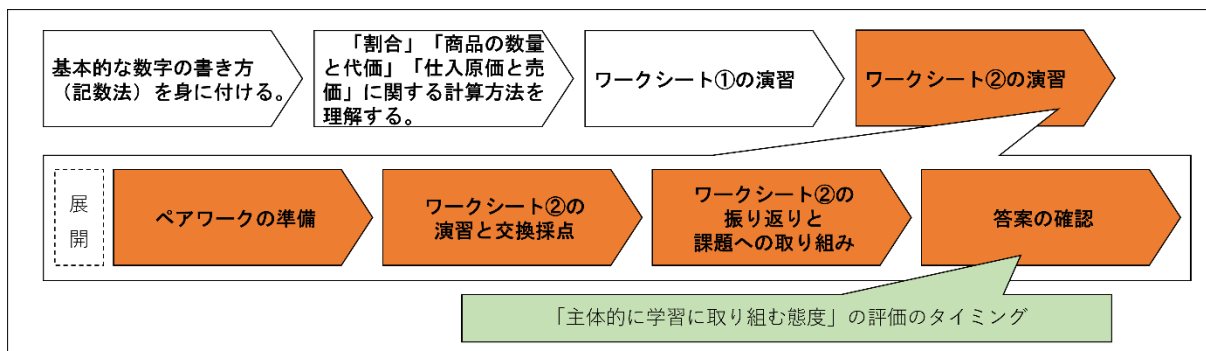 基本的な数字の書き方
（記数法）を身に付ける。
「割合」「商品の数量
と代価」「仕入原価と売
価」に関する計算方法を
理解する。
ワークシート①の演習
ワークシート②の演習
展
開
ペアワークの準備
ワークシート②の
演習と交換採点
ワークシート②の
振り返りと
課題への取り組み
答案の確認
「主体的に学習に取り組む態度」の評価のタイミング